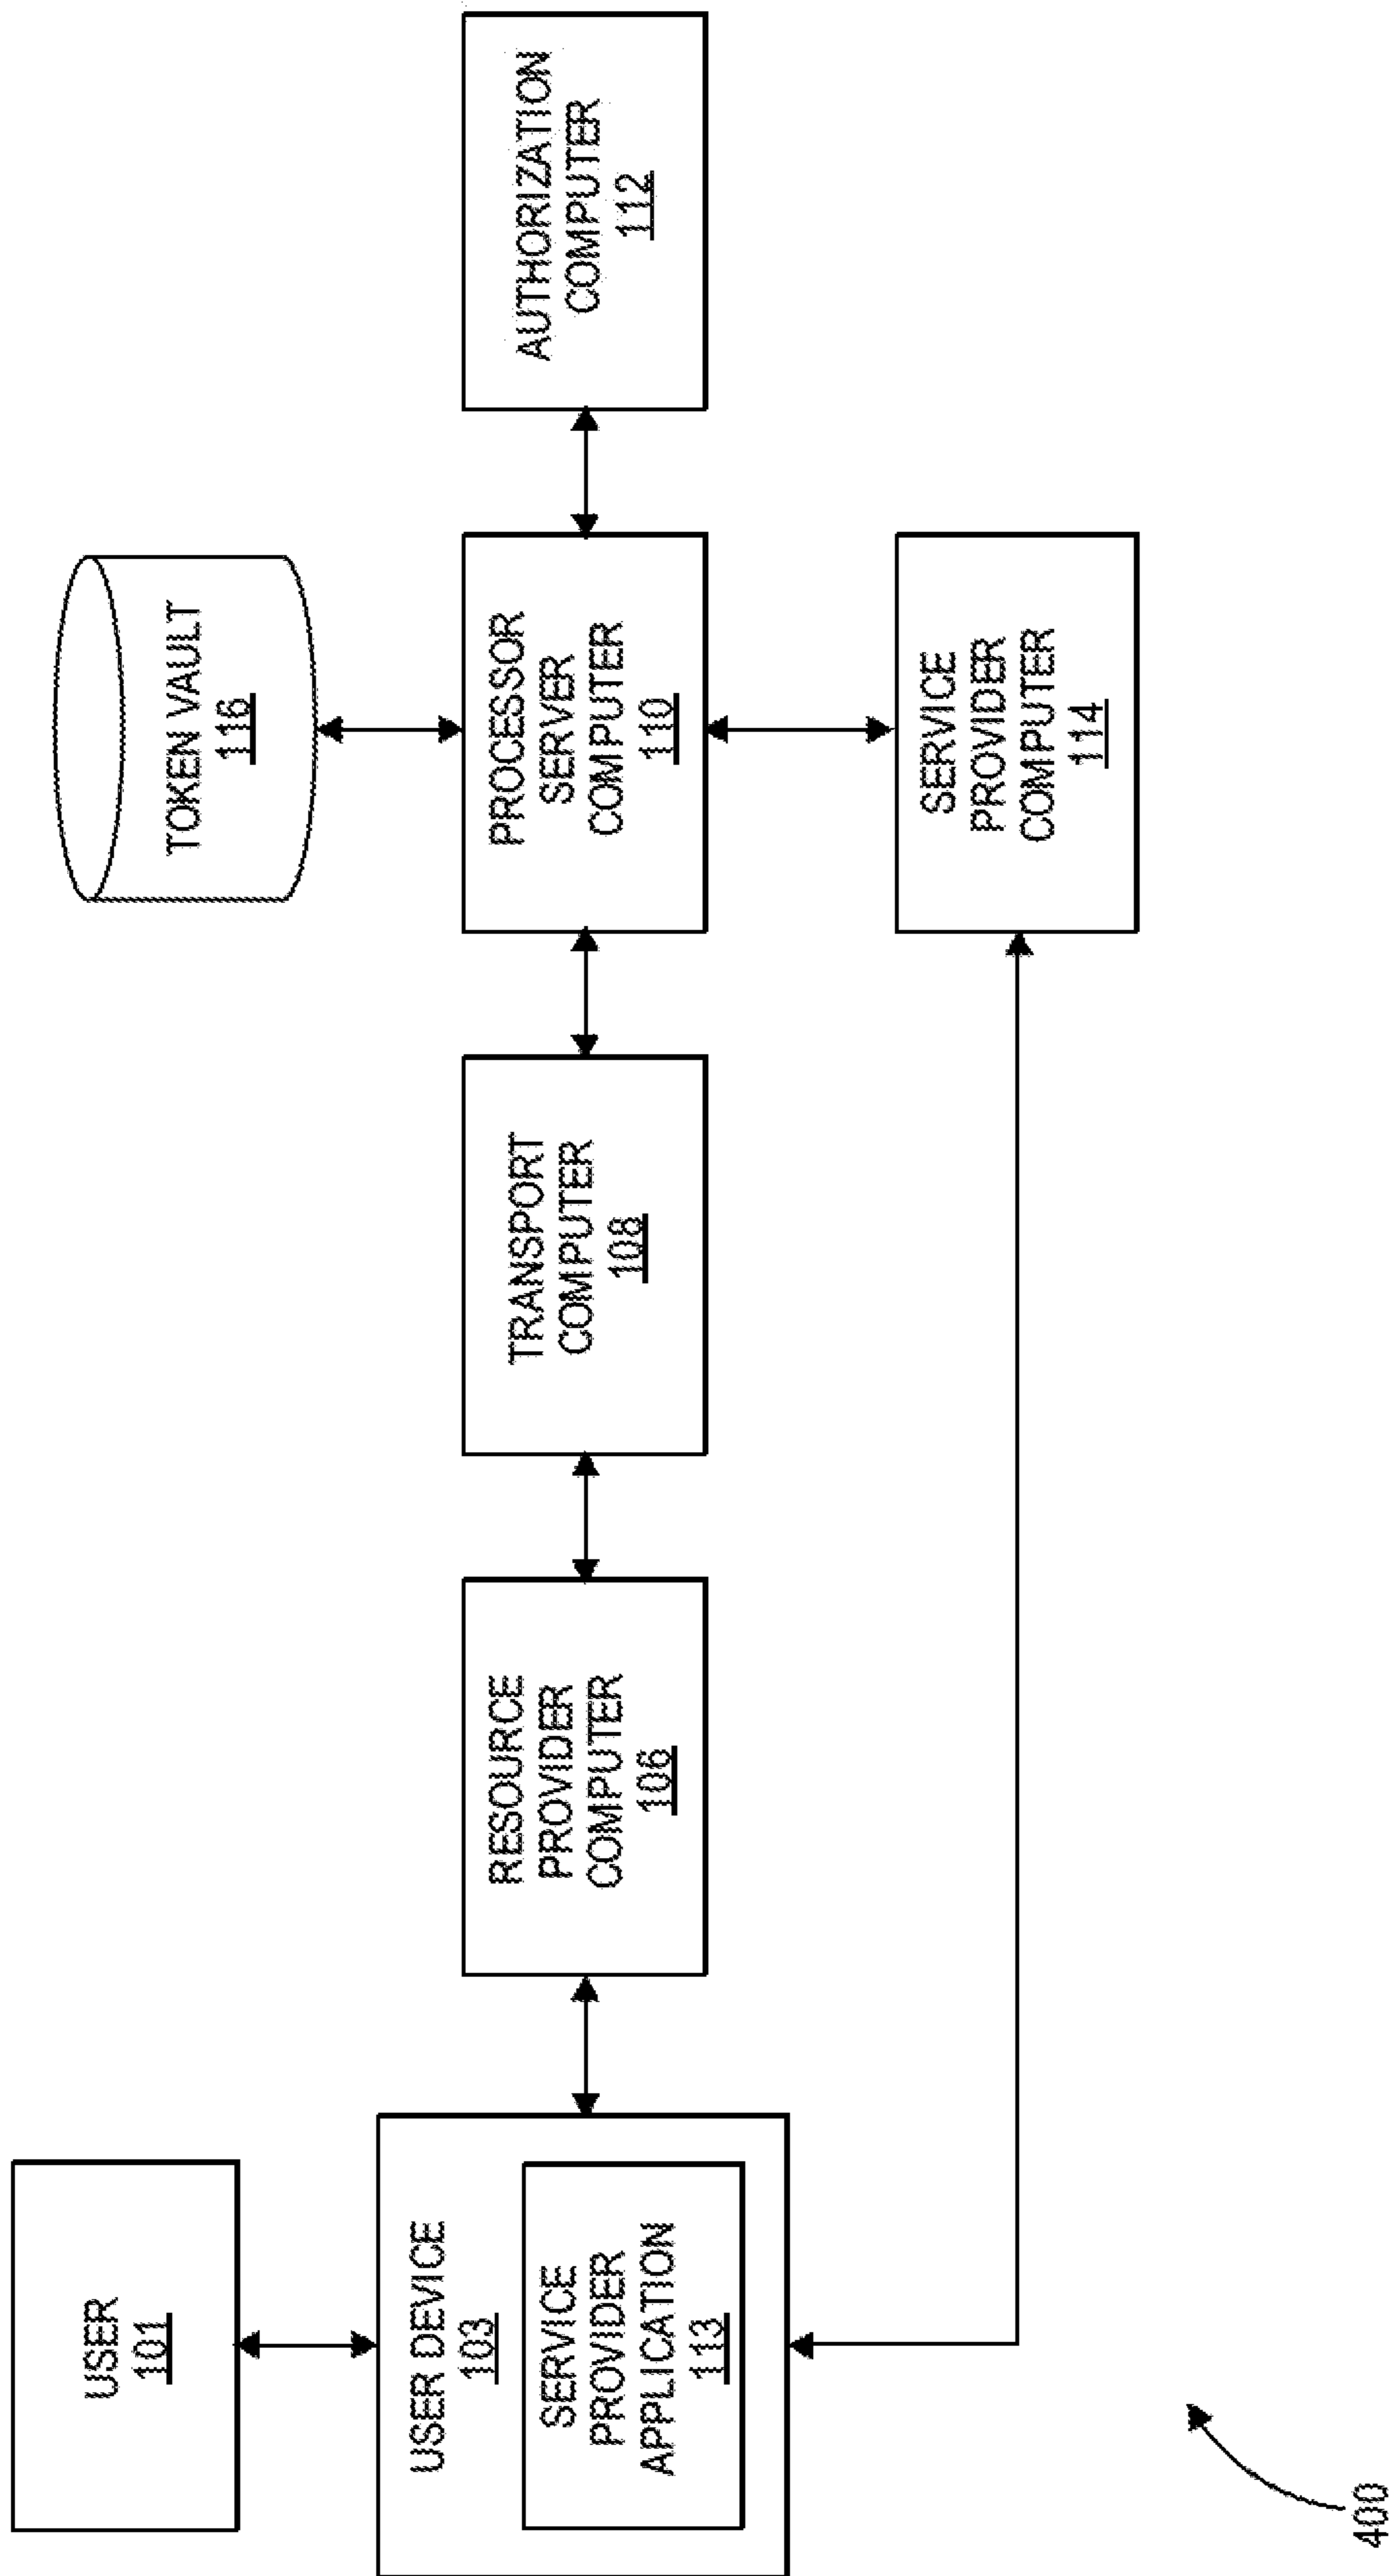 USER
101
USER DEVICE
103
SERVICE
PROVIDER
APPLICATION
113
RESOURCE
PROVIDER
COMPUTER
106
TRANSPORT
COMPUTER
108
TOKEN VAULT
116
PROCESSOR
SERVER
COMPUTER
110
SERVICE
PROVIDER
COMPUTER
114
AUTHORIZATION
COMPUTER
112
400